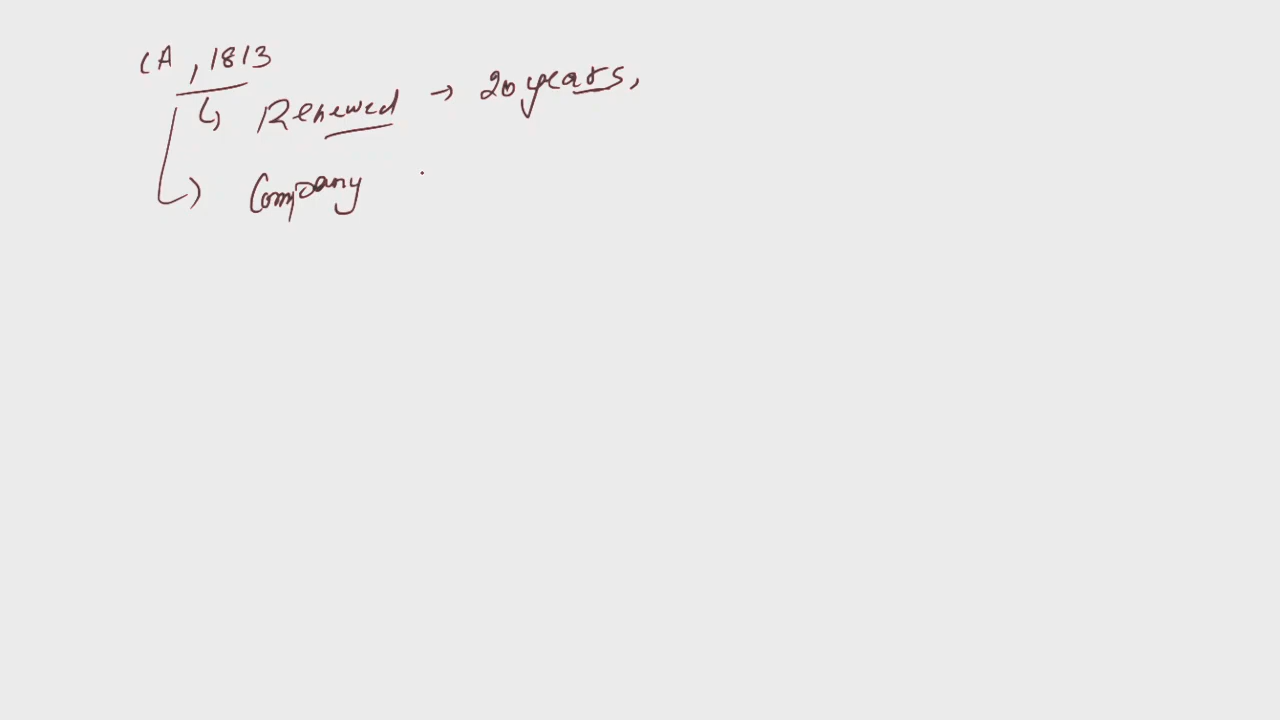 CA, 1813
↳ Renewed → 20 years,
↳ Company